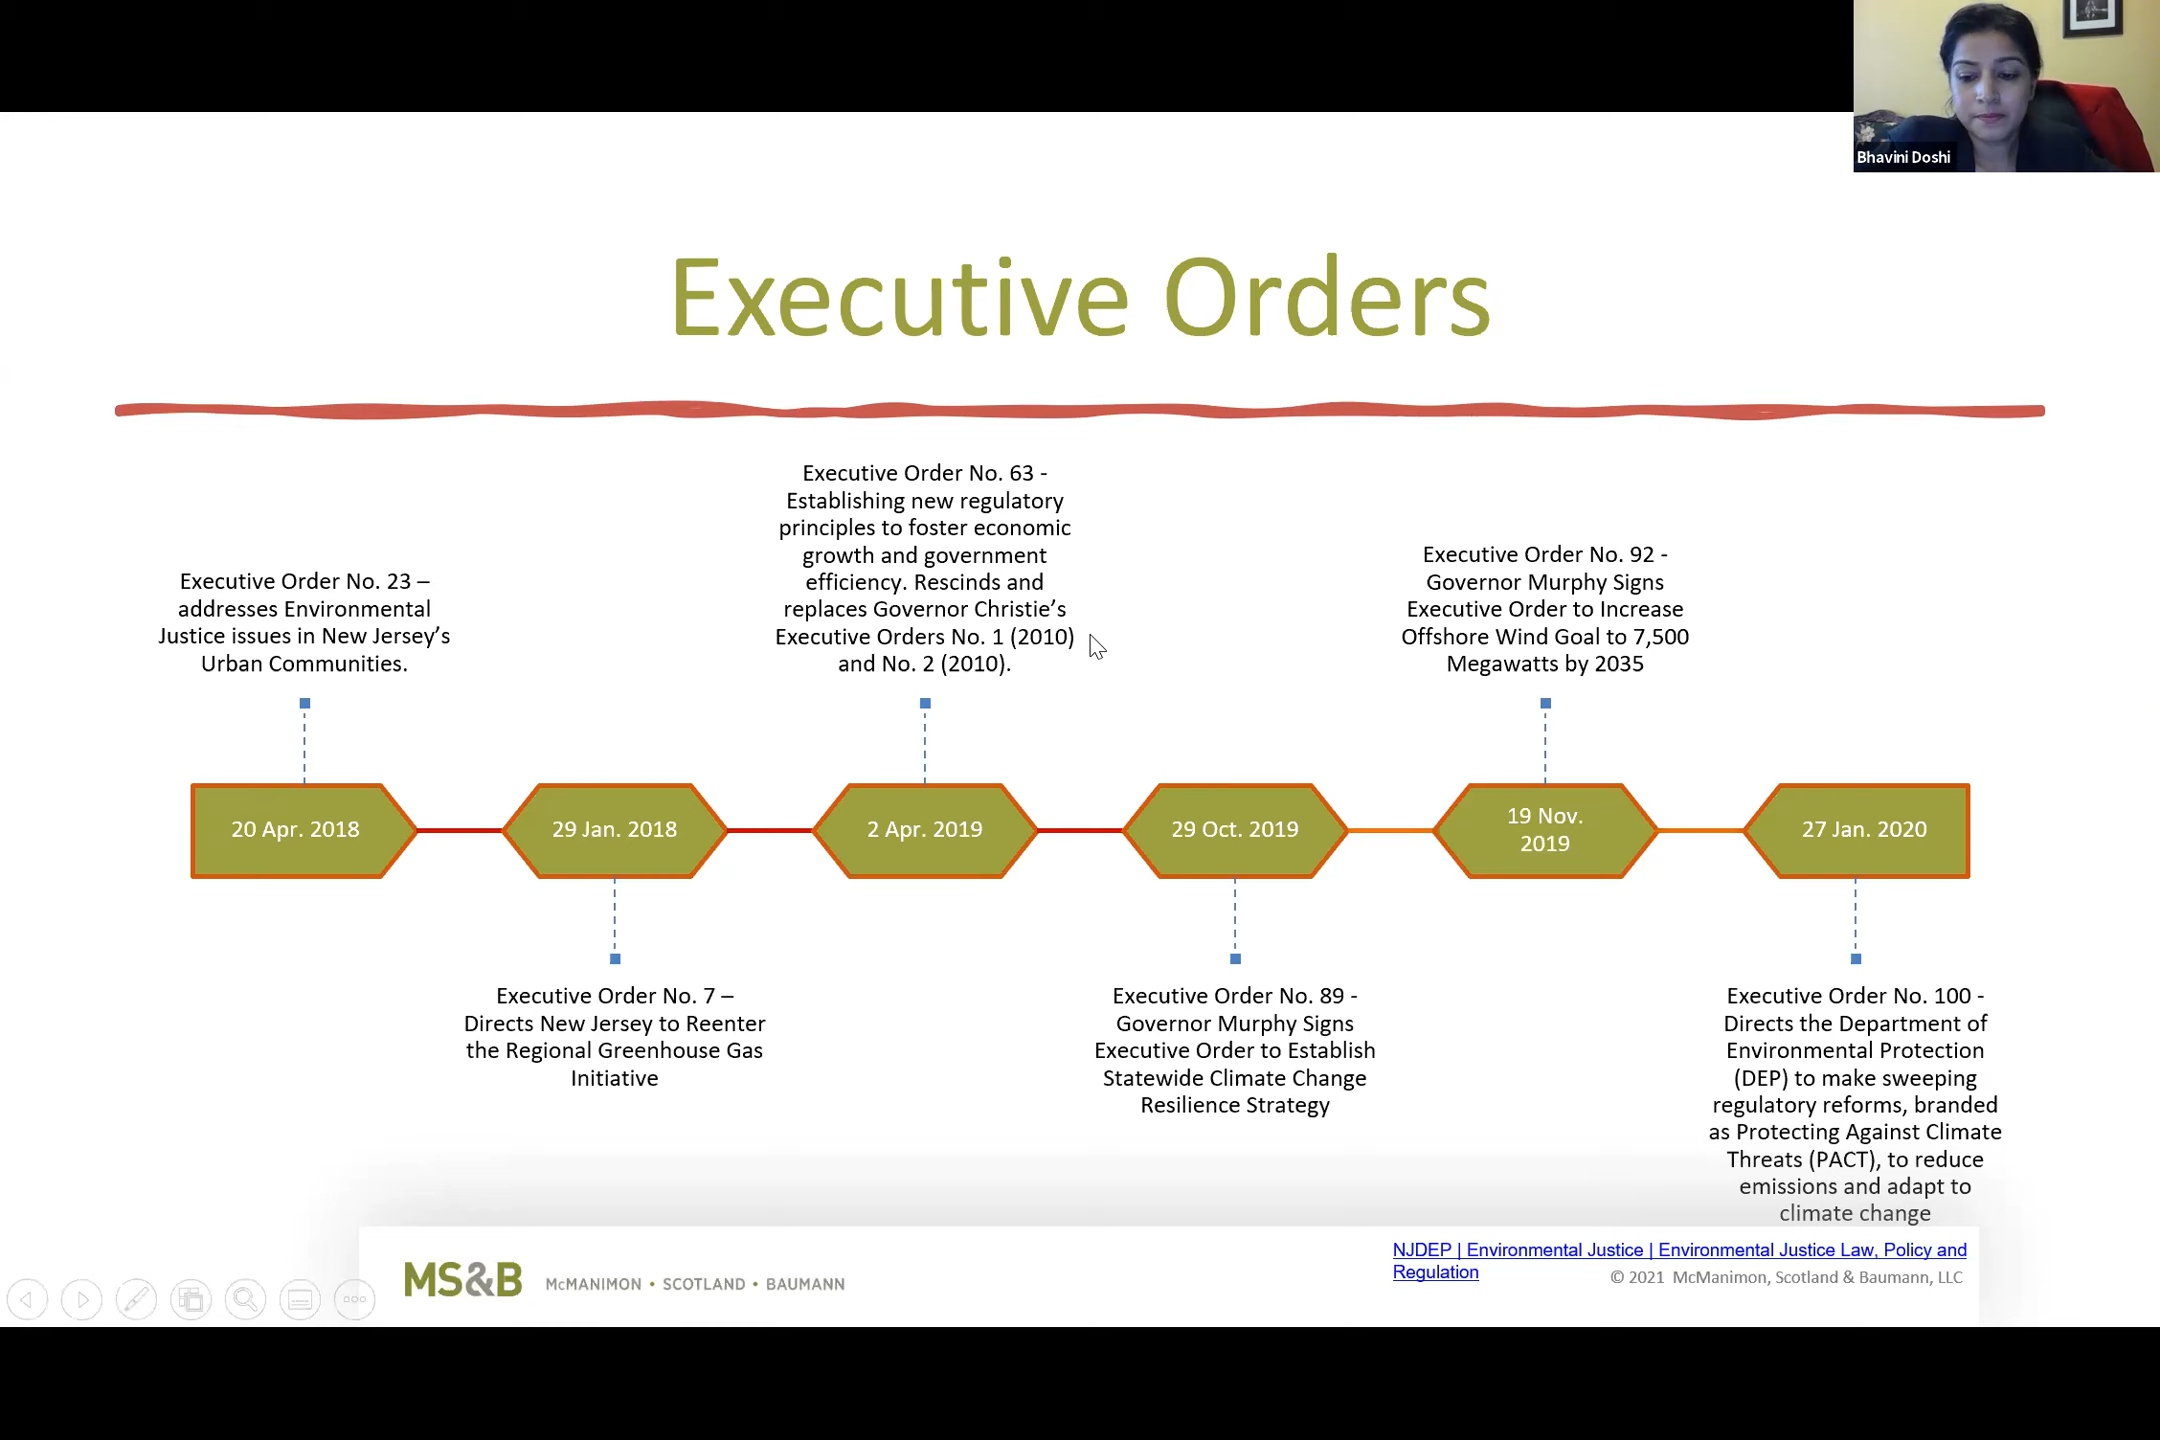 Bhavini Doshi
Executive Orders
Executive Order No. 23 –
addresses Environmental
Justice issues in New Jersey’s
Urban Communities.
Executive Order No. 63 -
Establishing new regulatory
principles to foster economic
growth and government
efficiency. Rescinds and
replaces Governor Christie’s
Executive Orders No. 1 (2010)
and No. 2 (2010).
Executive Order No. 92 -
Governor Murphy Signs
Executive Order to Increase
Offshore Wind Goal to 7,500
Megawatts by 2035
20 Apr. 2018
29 Jan. 2018
2 Apr. 2019
29 Oct. 2019
19 Nov.
2019
27 Jan. 2020
Executive Order No. 7 –
Directs New Jersey to Reenter
the Regional Greenhouse Gas
Initiative
Executive Order No. 89 -
Governor Murphy Signs
Executive Order to Establish
Statewide Climate Change
Resilience Strategy
Executive Order No. 100 -
Directs the Department of
Environmental Protection
(DEP) to make sweeping
regulatory reforms, branded
as Protecting Against Climate
Threats (PACT), to reduce
emissions and adapt to
climate change
MS&B McMANIMON • SCOTLAND • BAUMANN
NJDEP | Environmental Justice | Environmental Justice Law, Policy and
Regulation
© 2021 McManimon, Scotland & Baumann, LLC